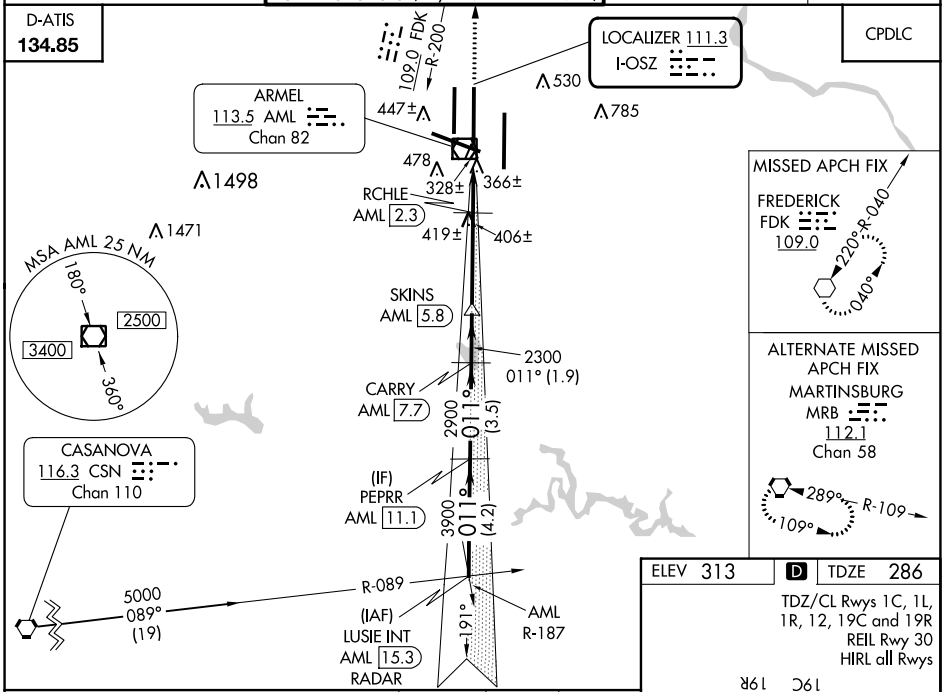 D-ATIS
134.85
109.0 FDK
R-200
LOCALIZER 111.3
I-OSZ
CPDLC
ARMEL
113.5 AML
Chan 82
447±
530
785
478
328±
366±
1498
RCHLE
AML 2.3
419±
406±
1471
MSA AML 25 NM
180°
2500
3400
360°
SKINS
AML 5.8
2300
011° (1.9)
CARRY
AML 7.7
2900
011°
(3.5)
CASANOVA
116.3 CSN
Chan 110
(IF)
PEPRR
AML 11.1
3900
011°
(4.2)
5000
089°
(19)
R-089
(IAF)
LUSIE INT
AML 15.3
RADAR
191°
AML
R-187
MISSED APCH FIX
FREDERICK
FDK
109.0
220°
R-040
040°
ALTERNATE MISSED
APCH FIX
MARTINSBURG
MRB
112.1
Chan 58
289°
R-109
109°
ELEV 313
D
TDZE 286
TDZ/CL Rwys 1C, 1L,
1R, 12, 19C and 19R
REIL Rwy 30
HIRL all Rwys
19R
19C